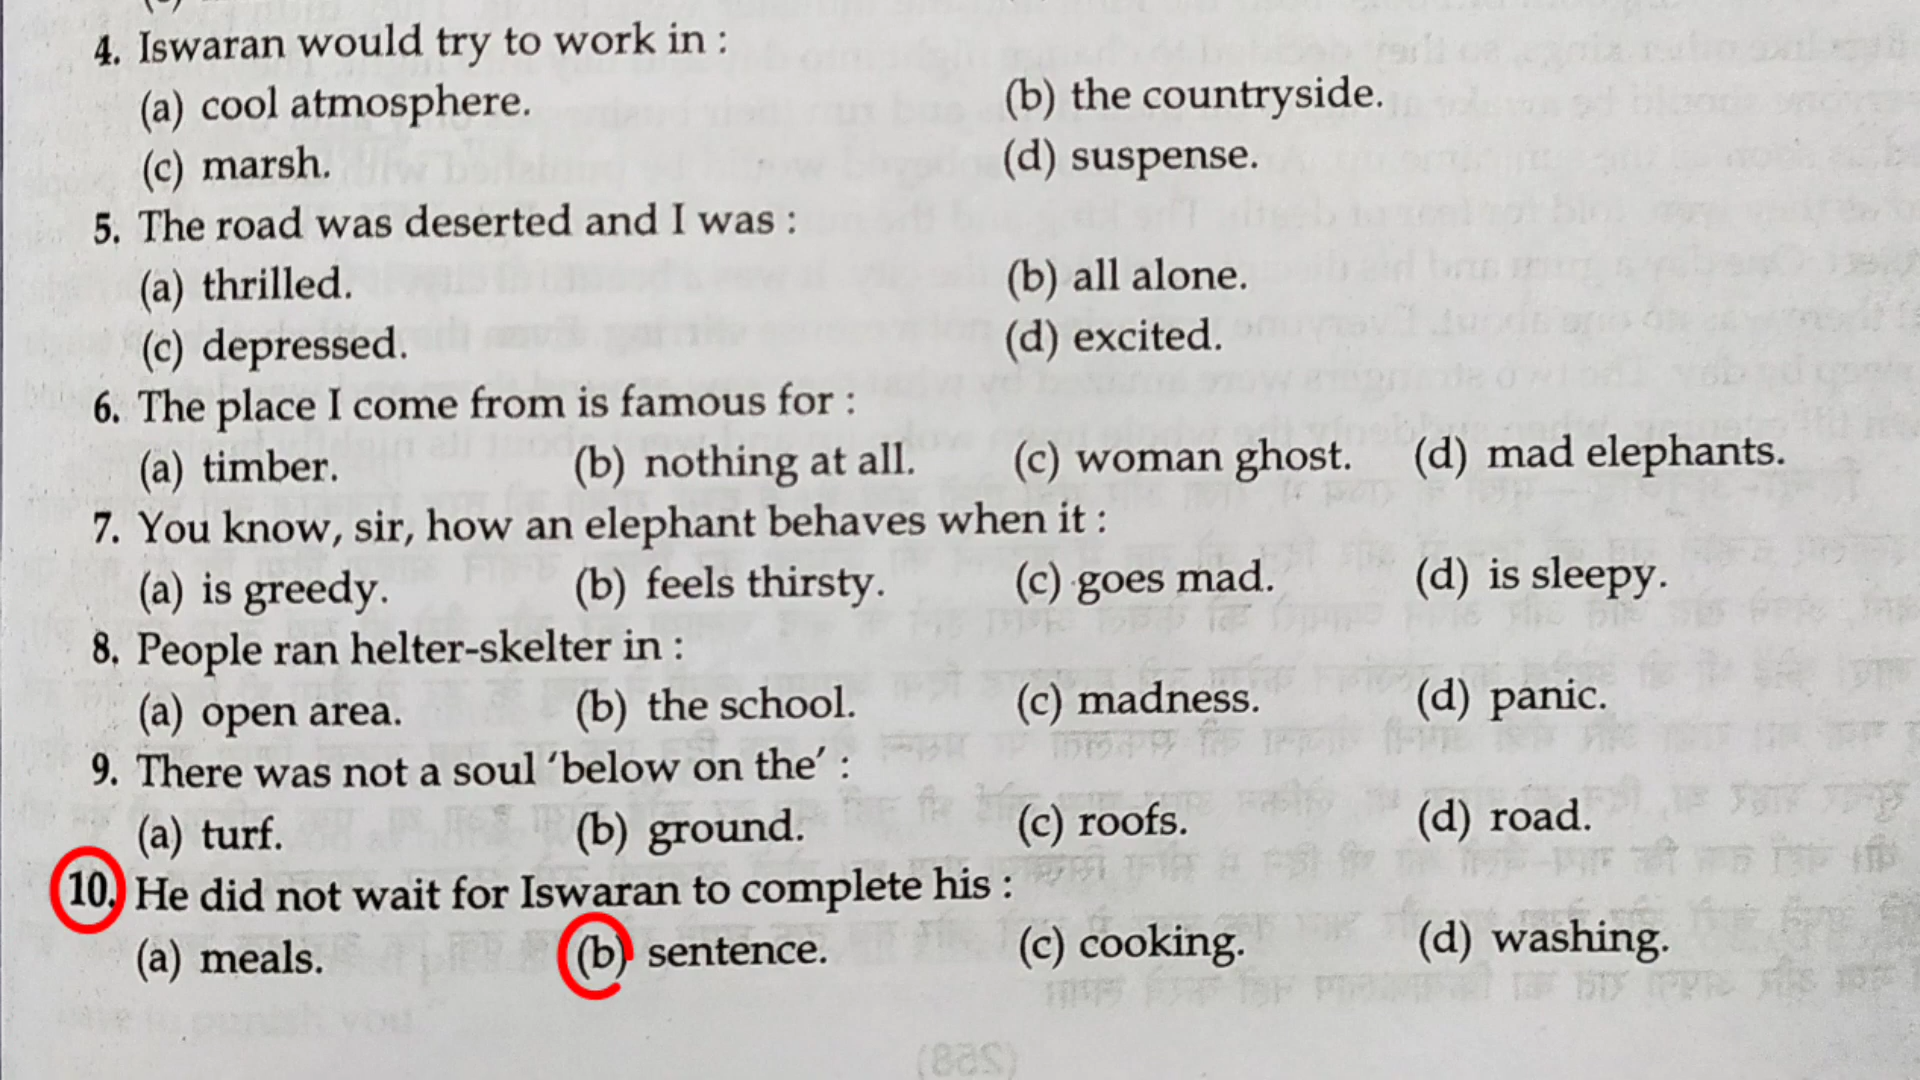 4. Iswaran would try to work in :
(a) cool atmosphere. (b) the countryside.
(c) marsh. (d) suspense.
5. The road was deserted and I was :
(a) thrilled. (b) all alone.
(c) depressed. (d) excited.
6. The place I come from is famous for :
(a) timber. (b) nothing at all. (c) woman ghost. (d) mad elephants.
7. You know, sir, how an elephant behaves when it :
(a) is greedy. (b) feels thirsty. (c) goes mad. (d) is sleepy.
8. People ran helter-skelter in :
(a) open area. (b) the school. (c) madness. (d) panic.
9. There was not a soul ‘below on the’ :
(a) turf. (b) ground. (c) roofs. (d) road.
10. He did not wait for Iswaran to complete his :
(a) meals. (b) sentence. (c) cooking. (d) washing.